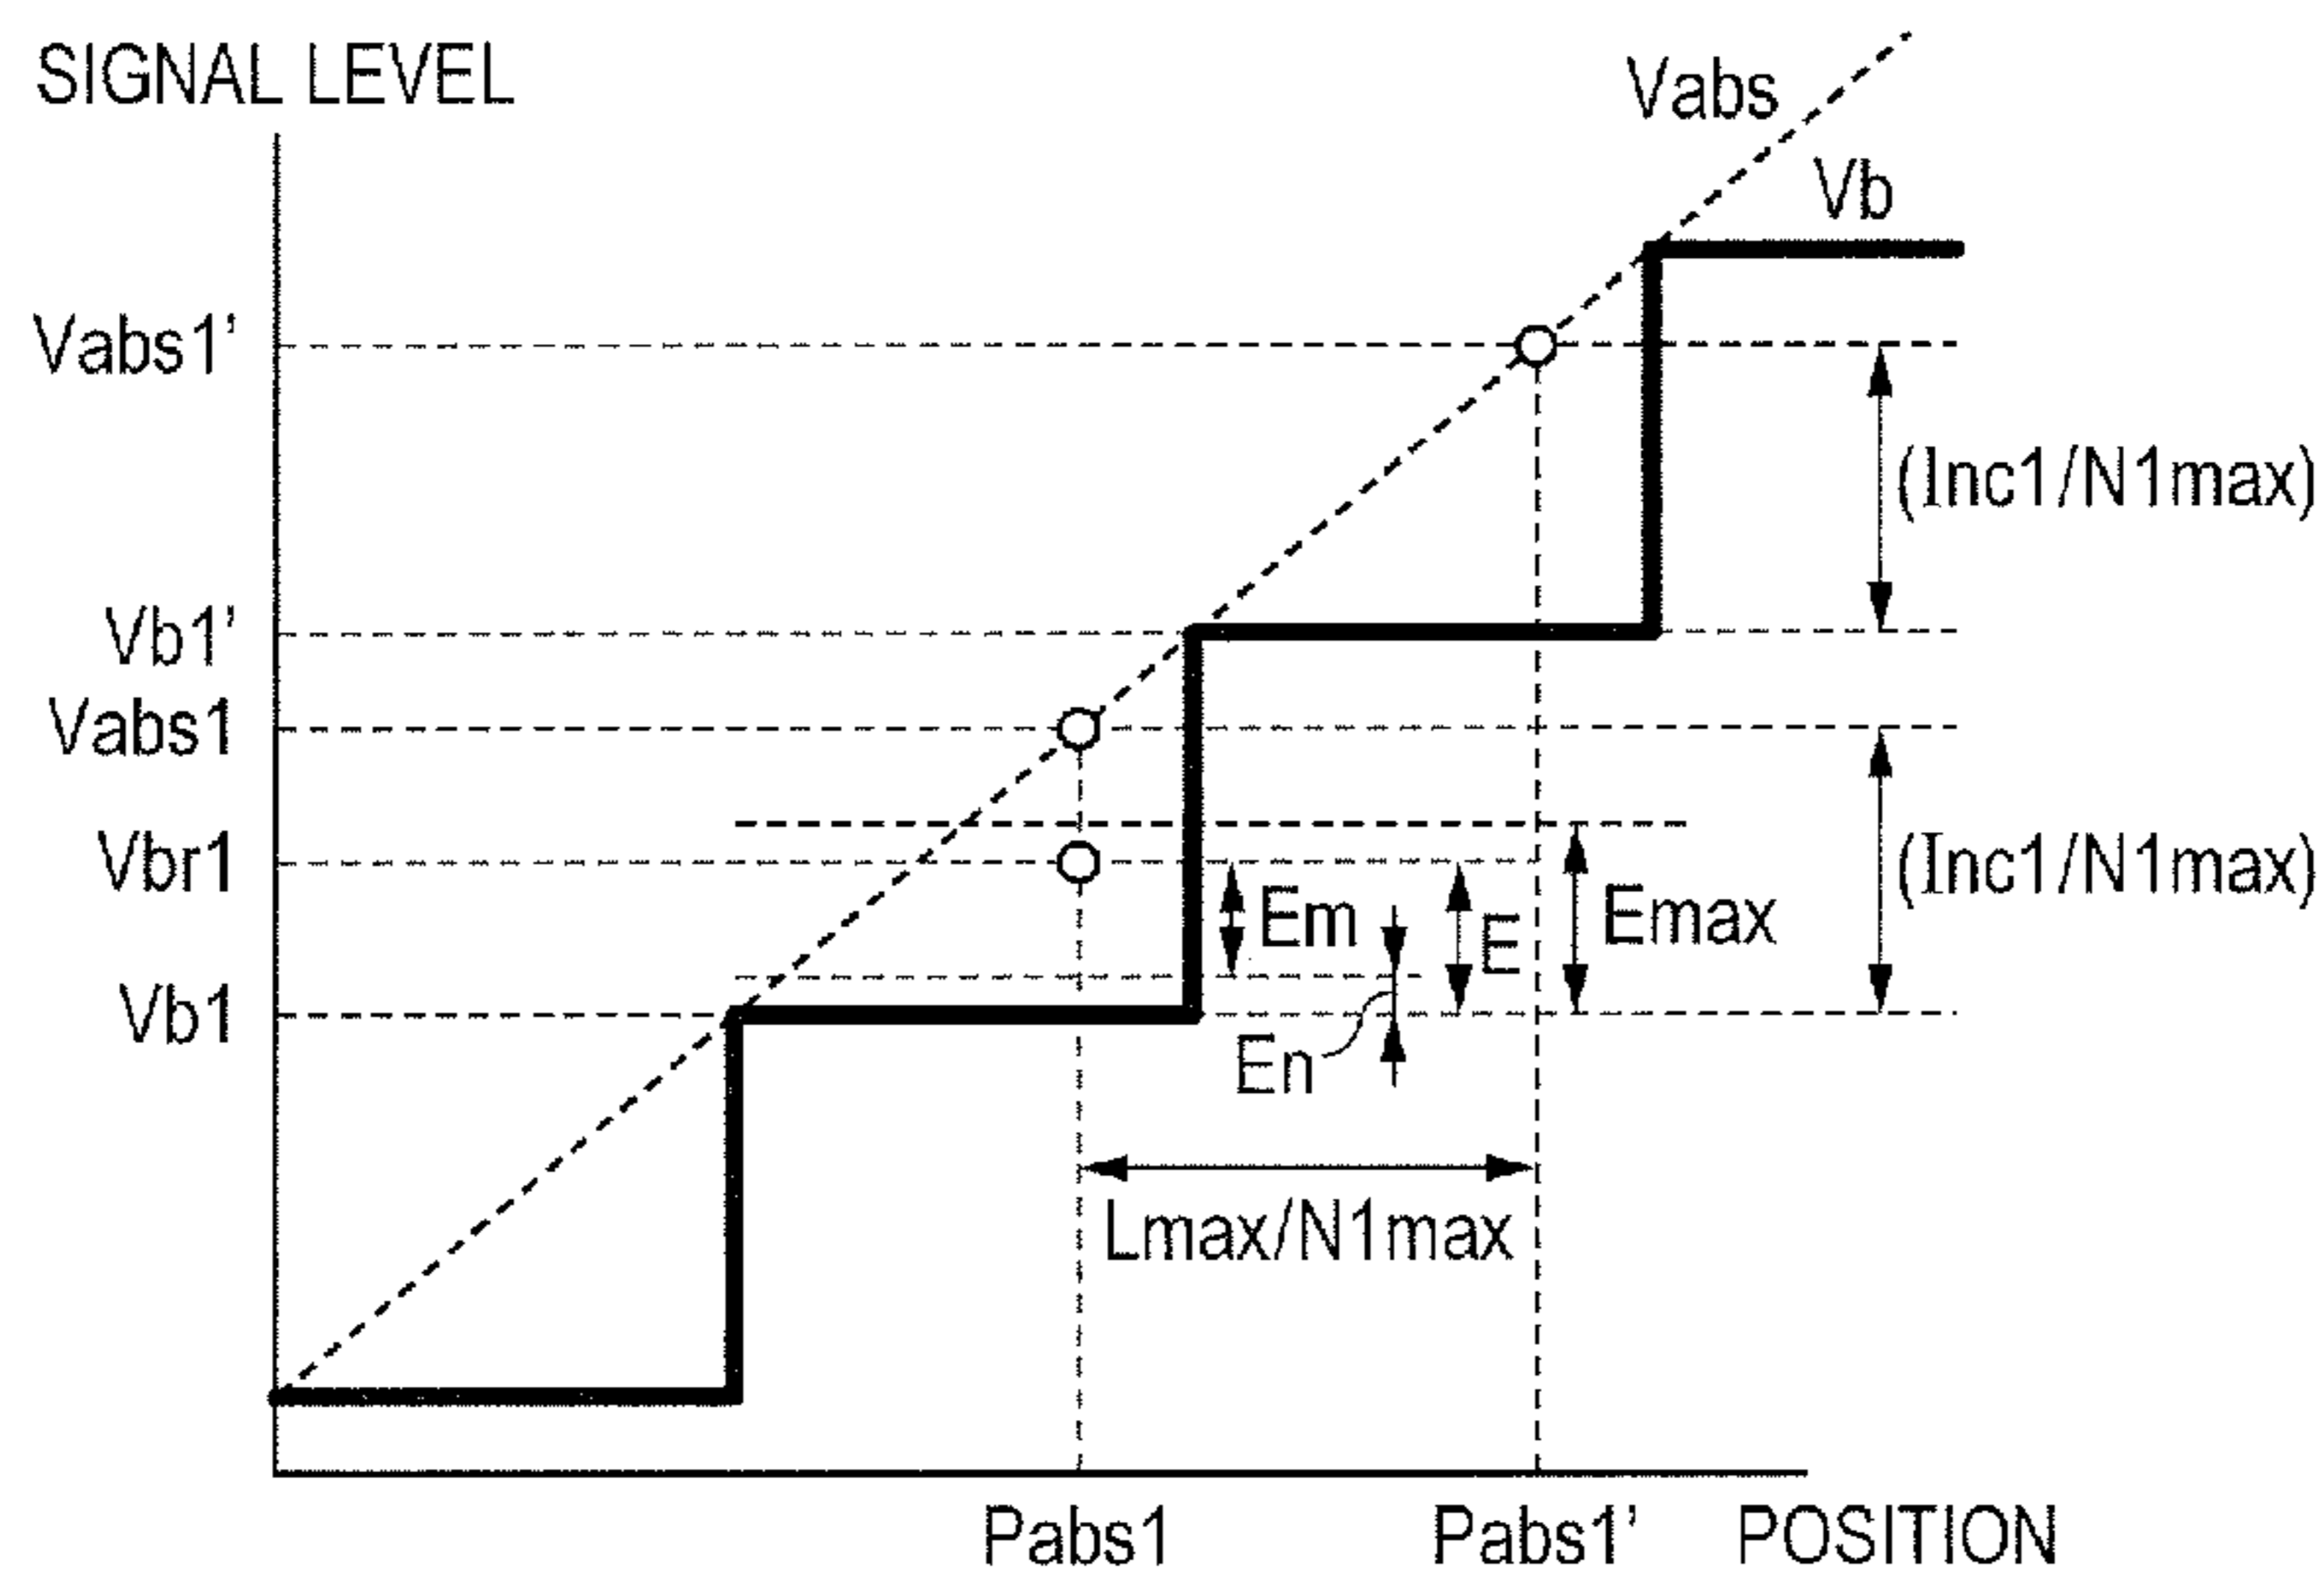 SIGNAL LEVEL
Vabs
Vb
Vabs1’
(Inc1/N1max)
Vb1’
Vabs1
Vbr1
(Inc1/N1max)
Em
E
Emax
Vb1
En
Lmax/N1max
Pabs1
Pabs1’
POSITION